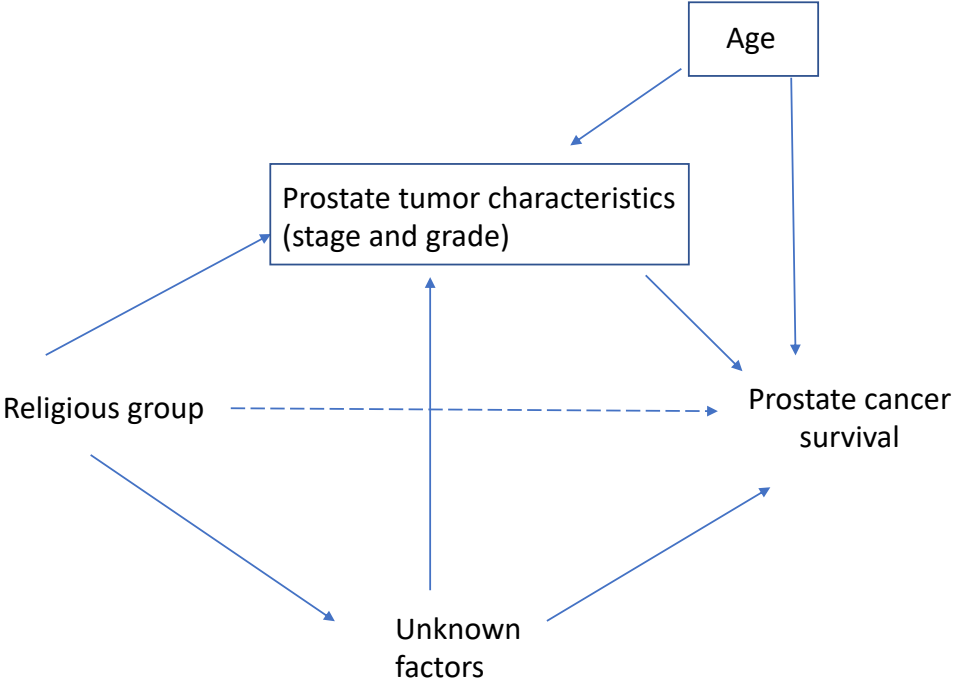 Age
Prostate tumor characteristics
(stage and grade)
Religious group
Prostate cancer
survival
Unknown
factors